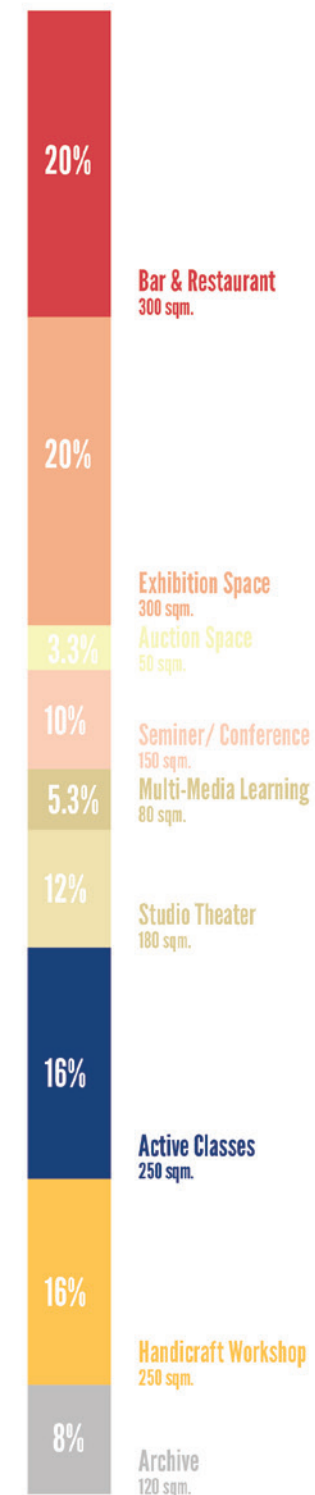 20%
Bar & Restaurant
300 sqm.
20%
Exhibition Space
300 sqm.
3.3%
Auction Space
50 sqm.
10%
Seminer/ Conference
150 sqm.
5.3%
Multi-Media Learning
80 sqm.
12%
Studio Theater
180 sqm.
16%
Active Classes
250 sqm.
16%
Handicraft Workshop
250 sqm.
8%
Archive
120 sqm.